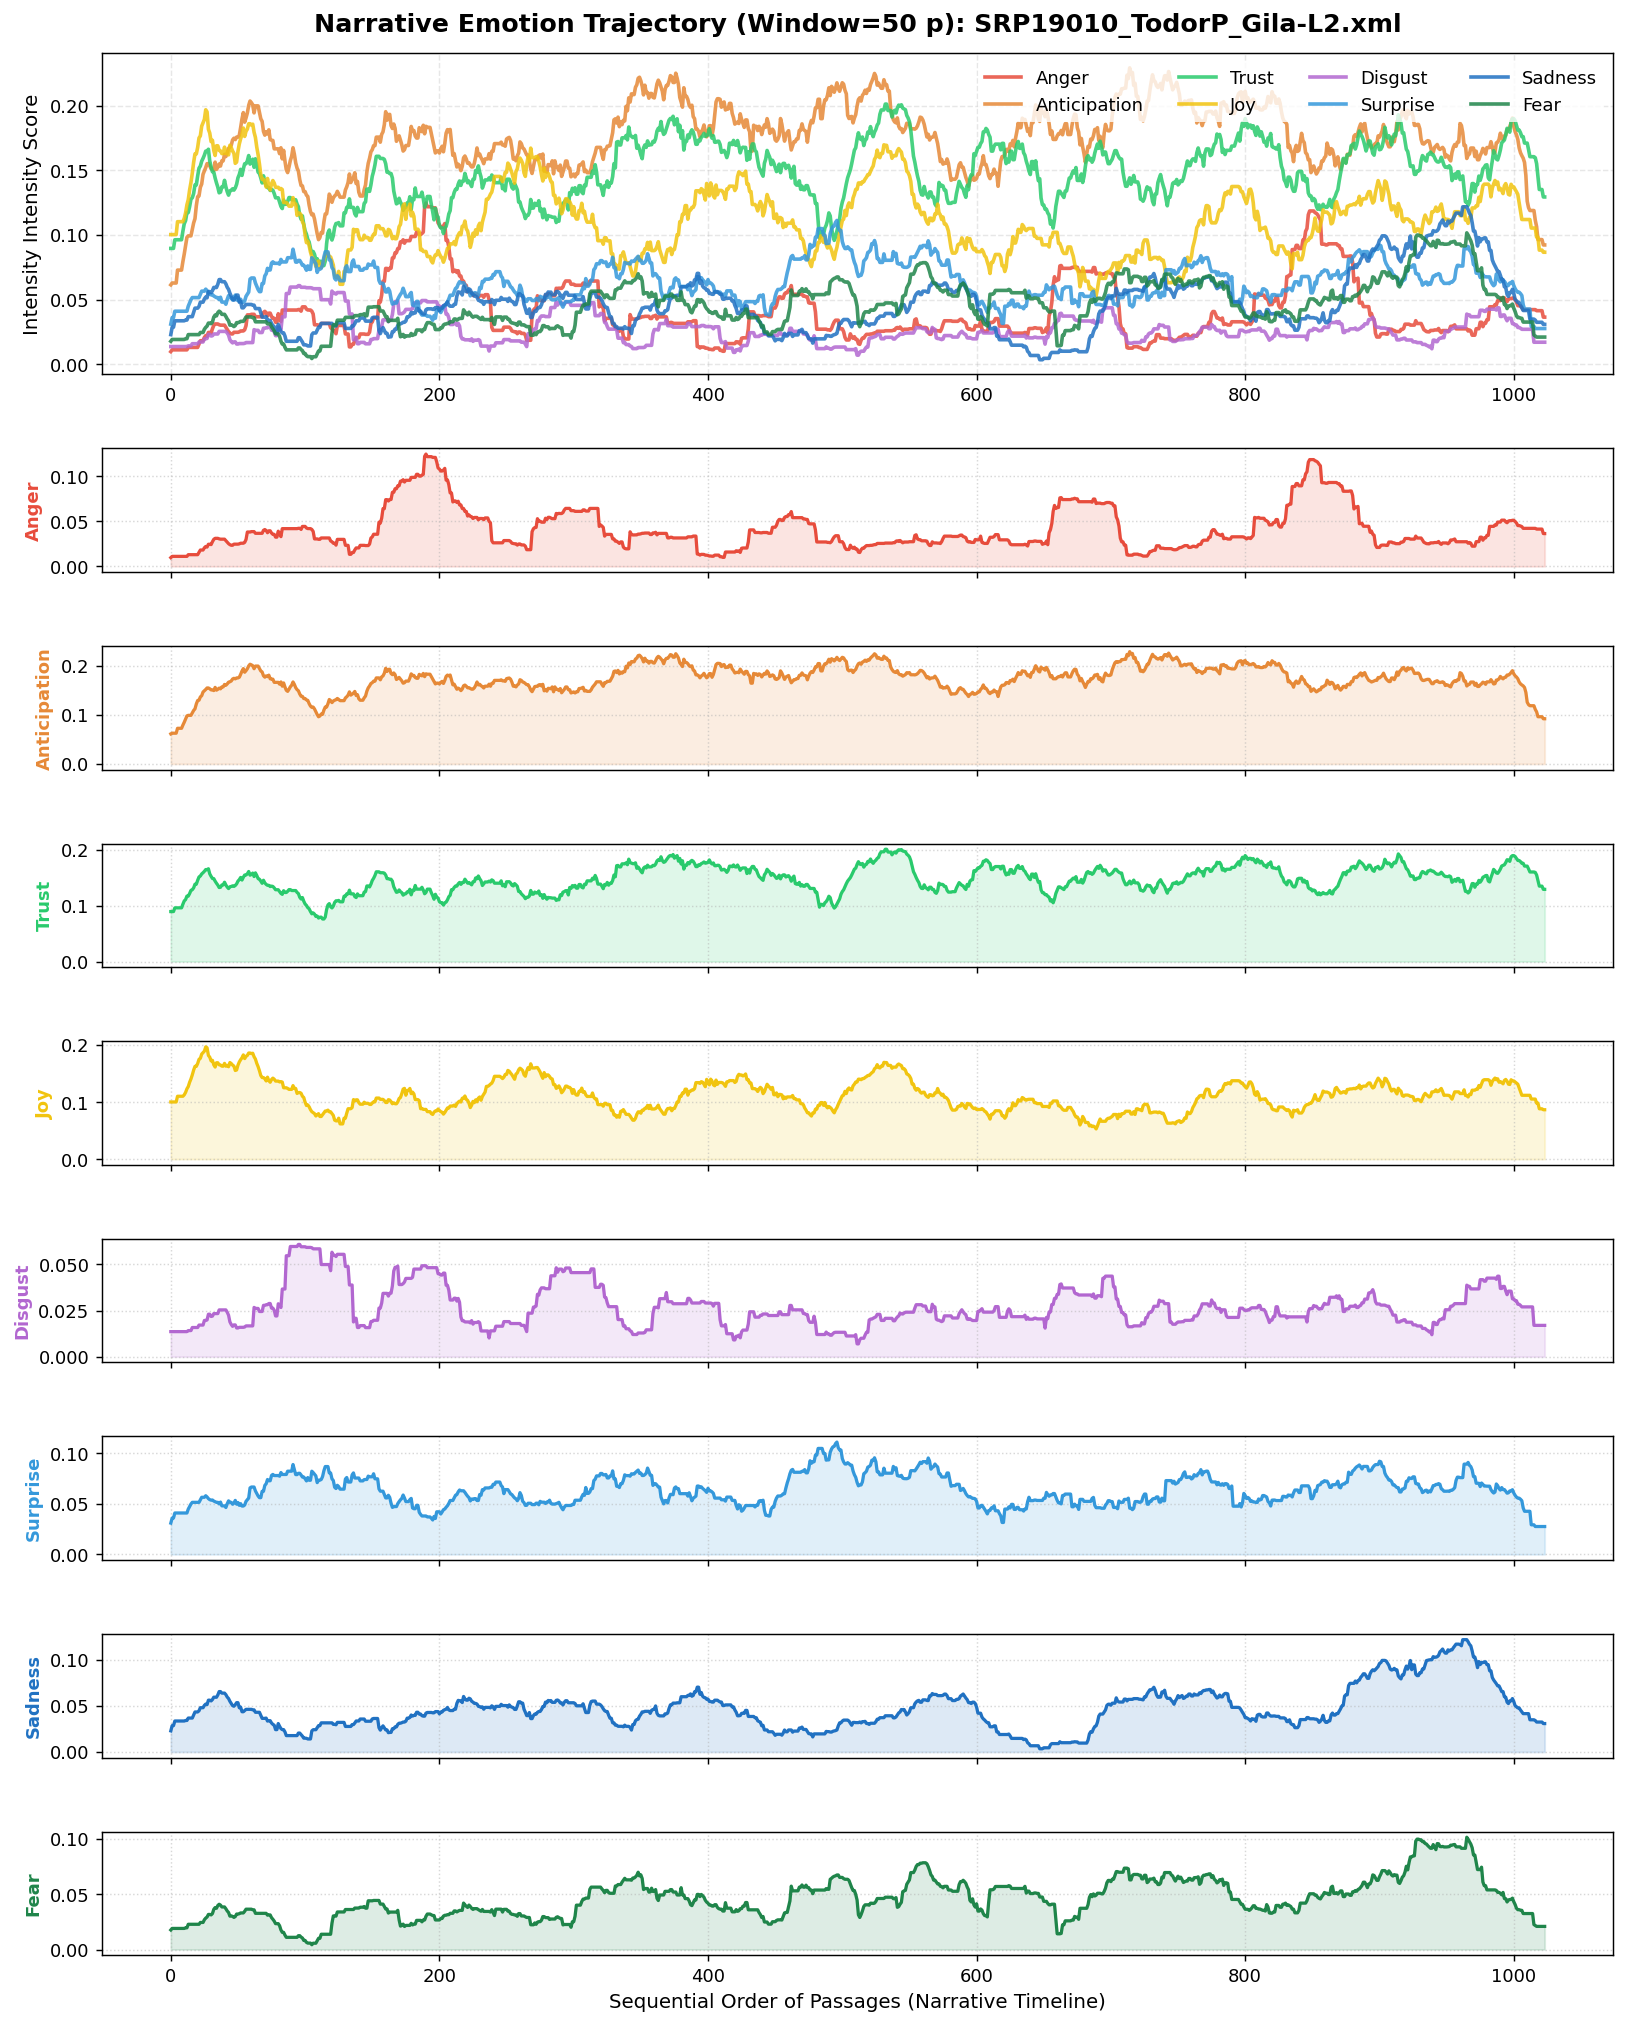 Narrative Emotion Trajectory (Window=50 p): SRP19010_TodorP_Gila-L2.xml
Intensity Intensity Score
0.20
0.15
0.10
0.05
0.00
Anger Trust Disgust Sadness
Anticipation Joy Surprise Fear
0 200 400 600 800 1000
Anger
0.10
0.05
0.00
Anticipation
0.2
0.1
0.0
Trust
0.2
0.1
0.0
Joy
0.2
0.1
0.0
Disgust
0.050
0.025
0.000
Surprise
0.10
0.05
0.00
Sadness
0.10
0.05
0.00
Fear
0.10
0.05
0.00
0 200 400 600 800 1000
Sequential Order of Passages (Narrative Timeline)